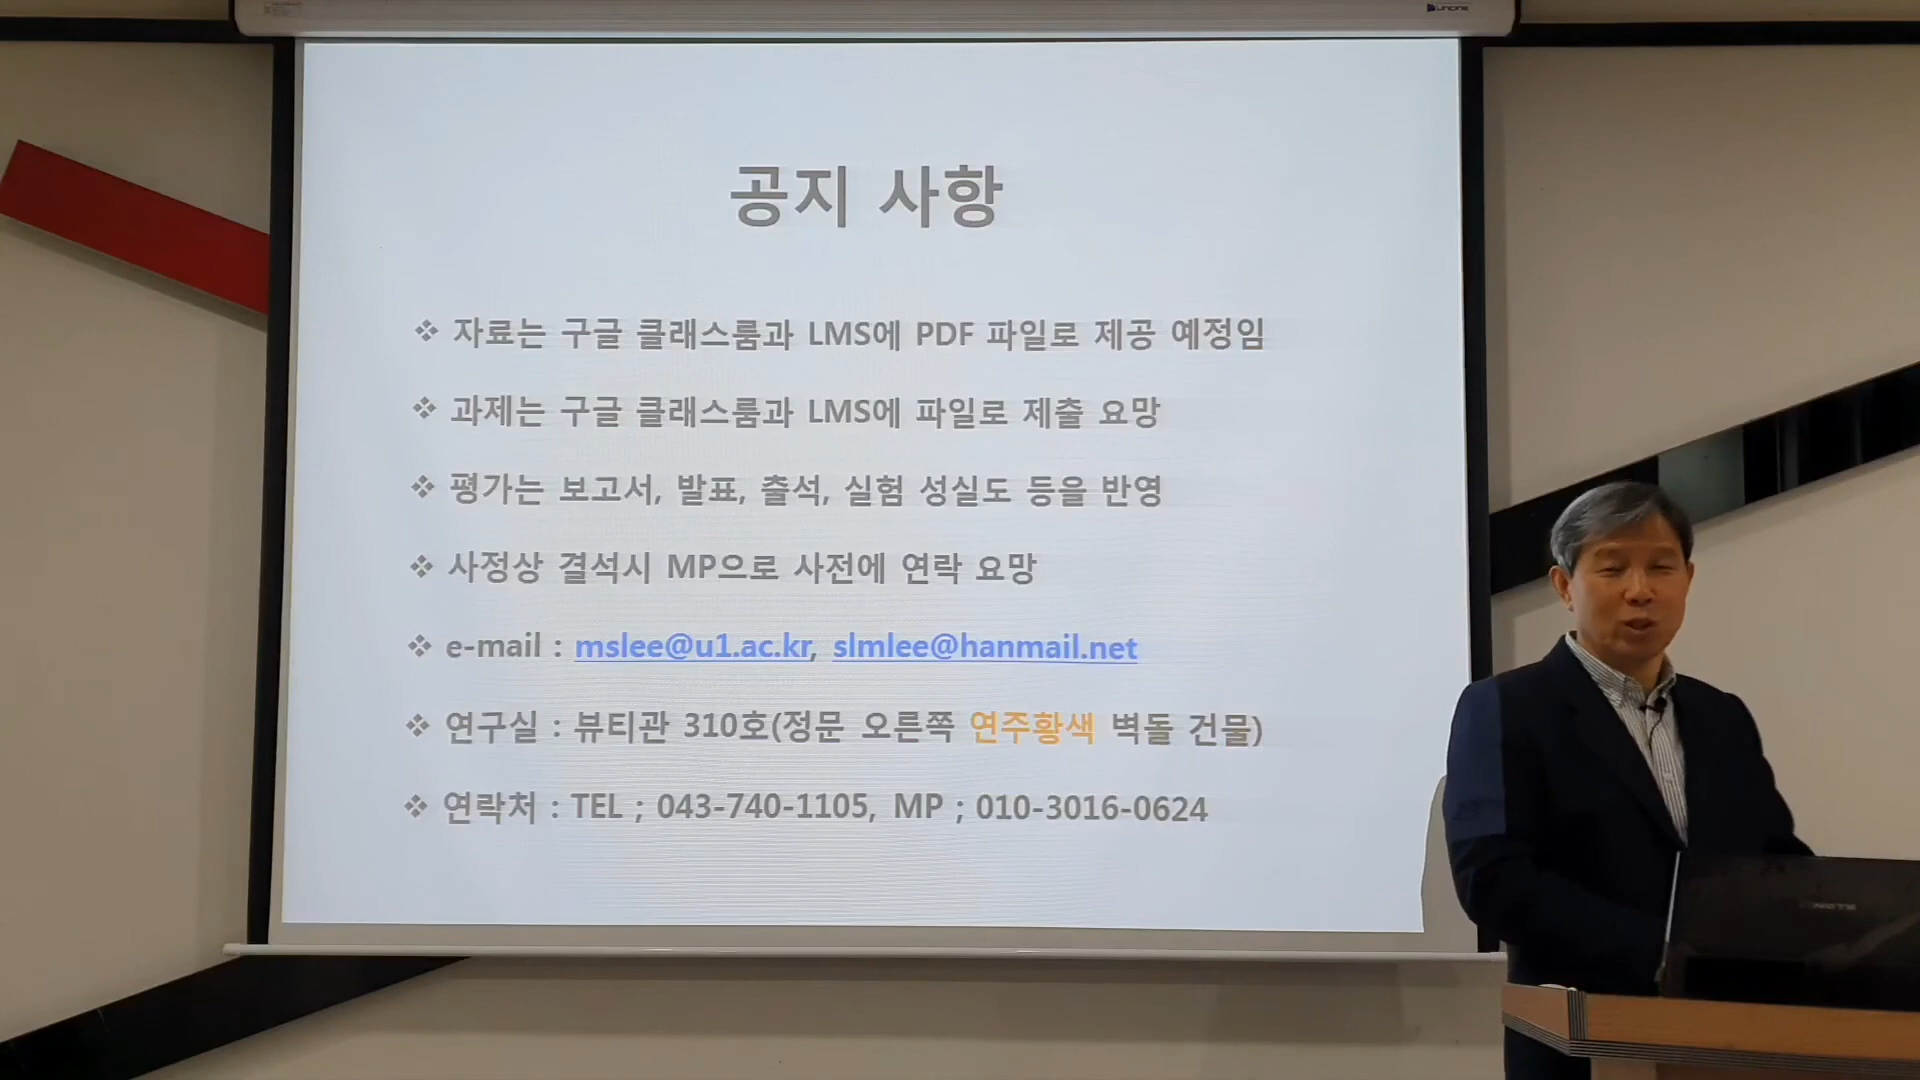 공지 사항
❖ 자료는 구글 클래스룸과 LMS에 PDF 파일로 제공 예정임
❖ 과제는 구글 클래스룸과 LMS에 파일로 제출 요망
❖ 평가는 보고서, 발표, 출석, 실험 성실도 등을 반영
❖ 사정상 결석시 MP으로 사전에 연락 요망
❖ e-mail : mslee@u1.ac.kr, slmlee@hanmail.net
❖ 연구실 : 뷰티관 310호(정문 오른쪽 연주황색 벽돌 건물)
❖ 연락처 : TEL ; 043-740-1105, MP ; 010-3016-0624